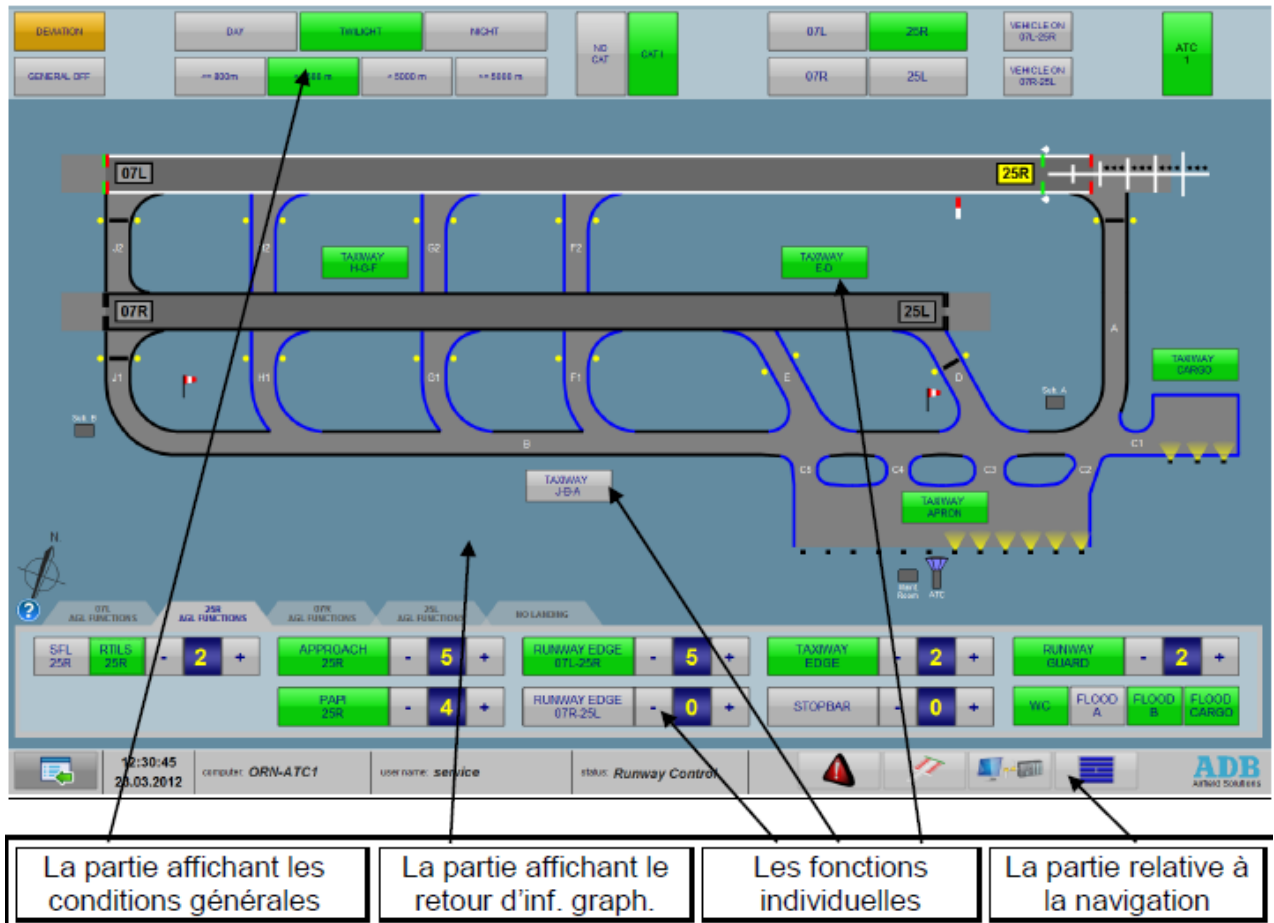 DEVIATION
DAY
TWILIGHT
NIGHT
NO
CAT
CAT I
07L
25R
VEHICLE ON
07L-25R
ATC
1
GENERAL OFF
<= 800m
< 5000 m
>= 5000 m
07R
25L
VEHICLE ON
07R-25L
07L
25R
J2
G2
F2
TAXIWAY
H-G-F
TAXIWAY
E-D
07R
25L
A
TAXIWAY
CARGO
J1
H1
G1
F1
E
D
Sub. B
Sub. A
B
C1
C5
C4
C3
C2
TAXIWAY
J-B-A
TAXIWAY
APRON
N
Room
ATC
?
07L
AGL FUNCTIONS
25R
AGL FUNCTIONS
07R
AGL FUNCTIONS
25L
AGL FUNCTIONS
NO LANDING
SFL
25R
RTILS
25R
- 2 +
APPROACH
25R
- 5 +
RUNWAY EDGE
07L-25R
- 5 +
TAXIWAY
EDGE
- 2 +
RUNWAY
GUARD
- 2 +
PAPI
25R
- 4 +
RUNWAY EDGE
07R-25L
- 0 +
STOPBAR
- 0 +
WC
FLOOD
A
FLOOD
B
FLOOD
CARGO
12:30:45
23.03.2012
computer: ORN-ATC1
user name: service
status: Runway Control
ADB
Airfield Solutions
La partie affichant les
conditions générales
La partie affichant le
retour d'inf. graph.
Les fonctions
individuelles
La partie relative à
la navigation